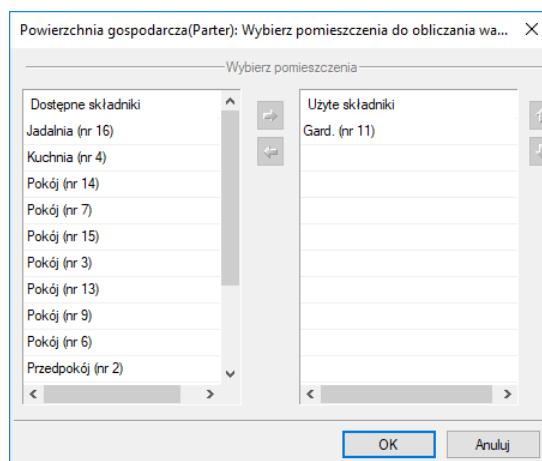 Powierzchnia gospodarcza(Parter): Wybierz pomieszczenia do obliczania wa...
Wybierz pomieszczenia
Dostępne składniki
Jadalnia (nr 16)
Kuchnia (nr 4)
Pokój (nr 14)
Pokój (nr 7)
Pokój (nr 15)
Pokój (nr 3)
Pokój (nr 13)
Pokój (nr 9)
Pokój (nr 6)
Przedpokój (nr 2)
Użyte składniki
Gard. (nr 11)
OK
Anuluj